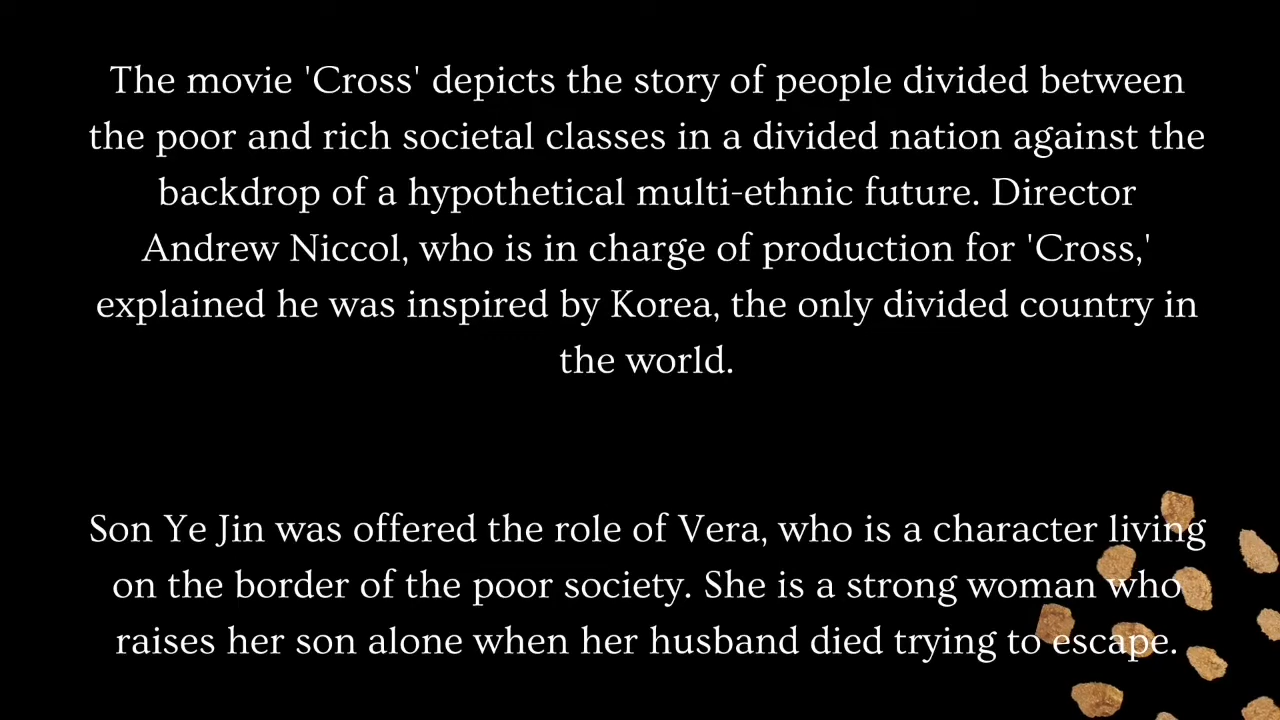 The movie 'Cross' depicts the story of people divided between
the poor and rich societal classes in a divided nation against the
backdrop of a hypothetical multi-ethnic future. Director
Andrew Niccol, who is in charge of production for 'Cross,'
explained he was inspired by Korea, the only divided country in
the world.
Son Ye Jin was offered the role of Vera, who is a character living
on the border of the poor society. She is a strong woman who
raises her son alone when her husband died trying to escape.